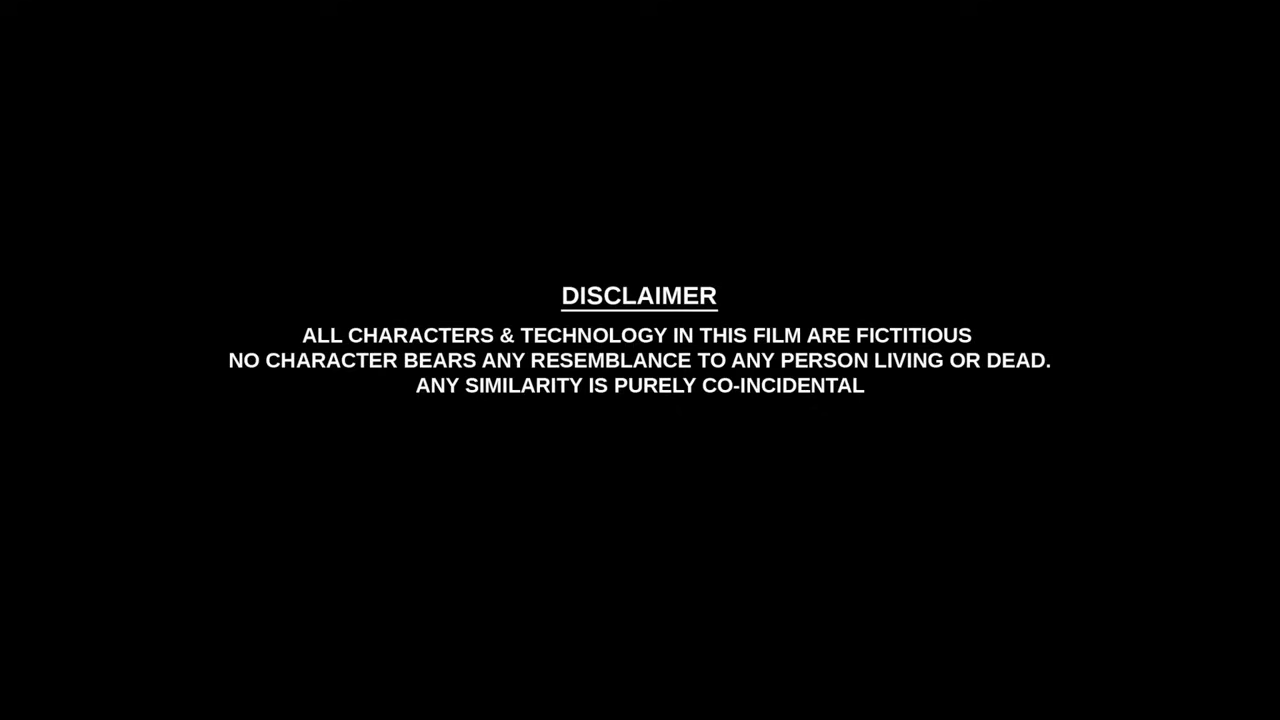 DISCLAIMER
ALL CHARACTERS & TECHNOLOGY IN THIS FILM ARE FICTITIOUS
NO CHARACTER BEARS ANY RESEMBLANCE TO ANY PERSON LIVING OR DEAD.
ANY SIMILARITY IS PURELY CO-INCIDENTAL